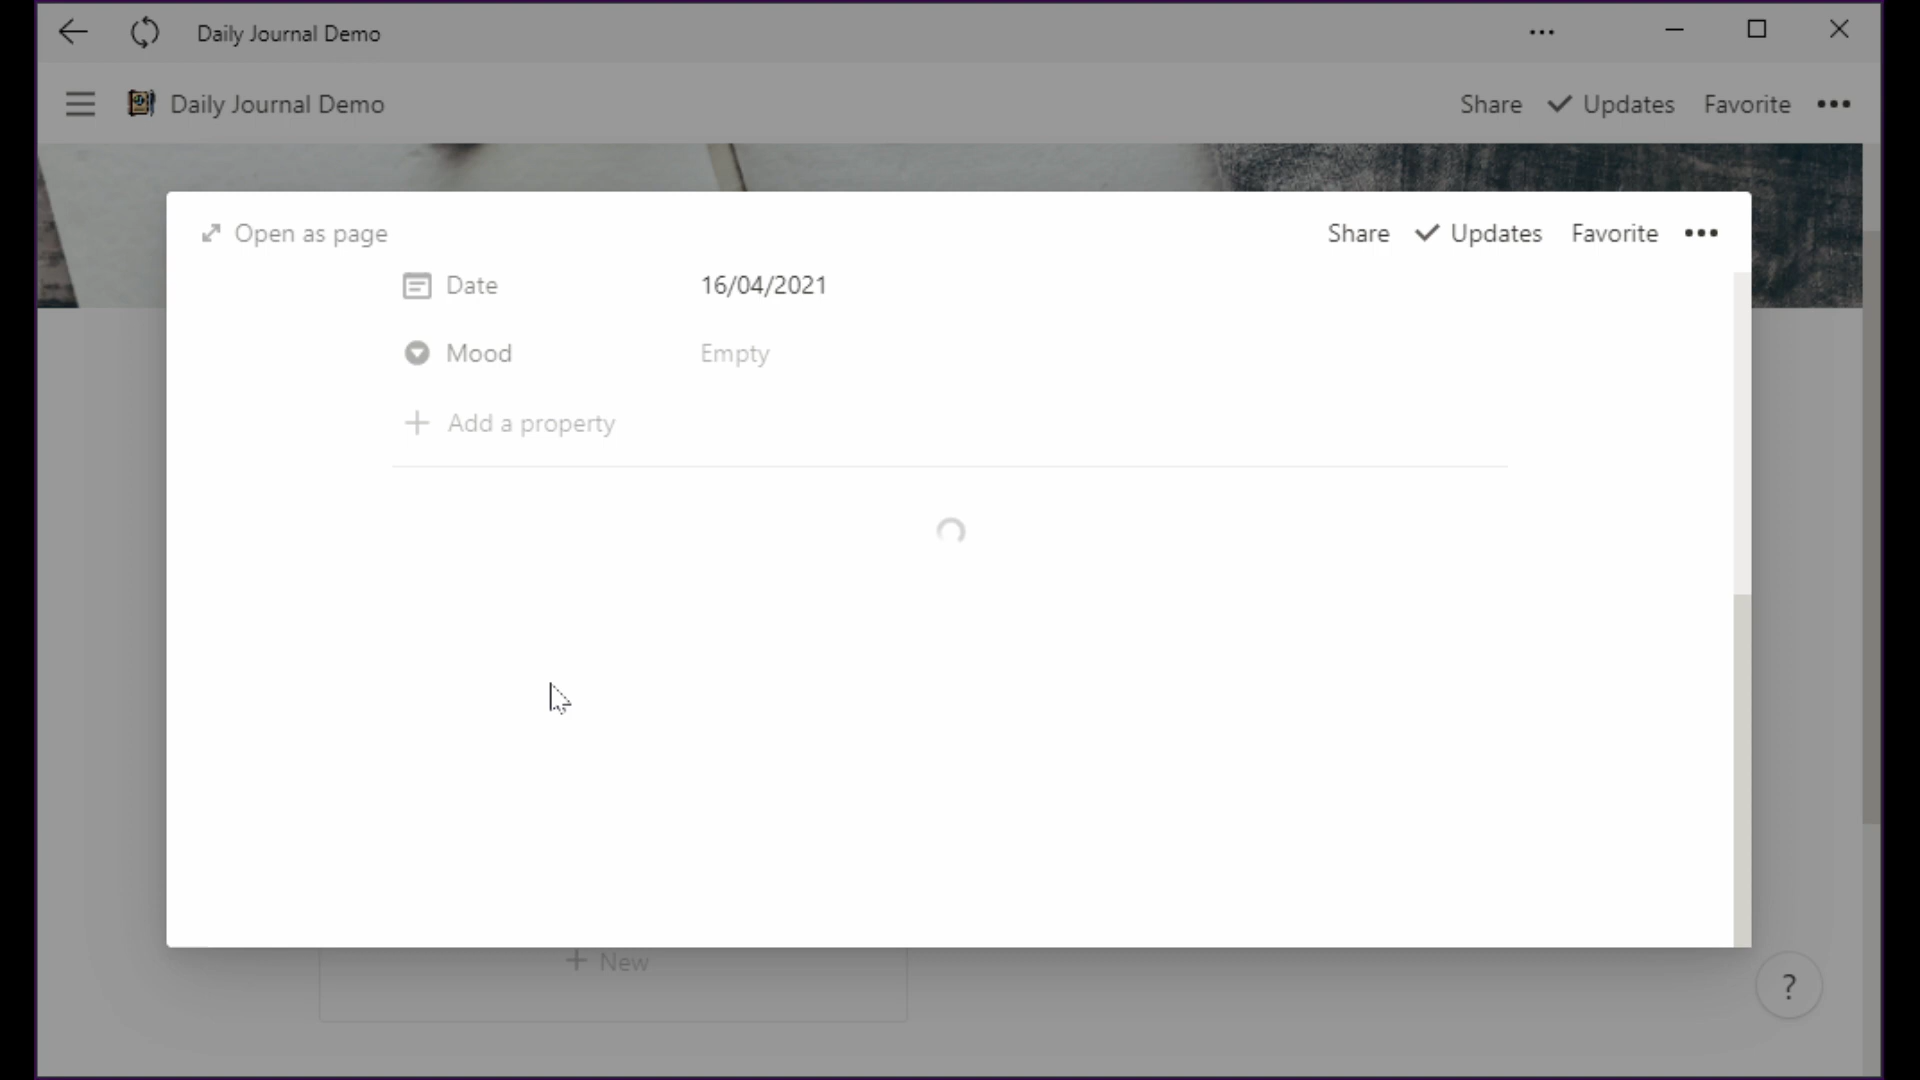 Daily Journal Demo
Daily Journal Demo
Share Updates Favorite
Open as page
Share Updates Favorite
Date 16/04/2021
Mood Empty
Add a property
+ New
?